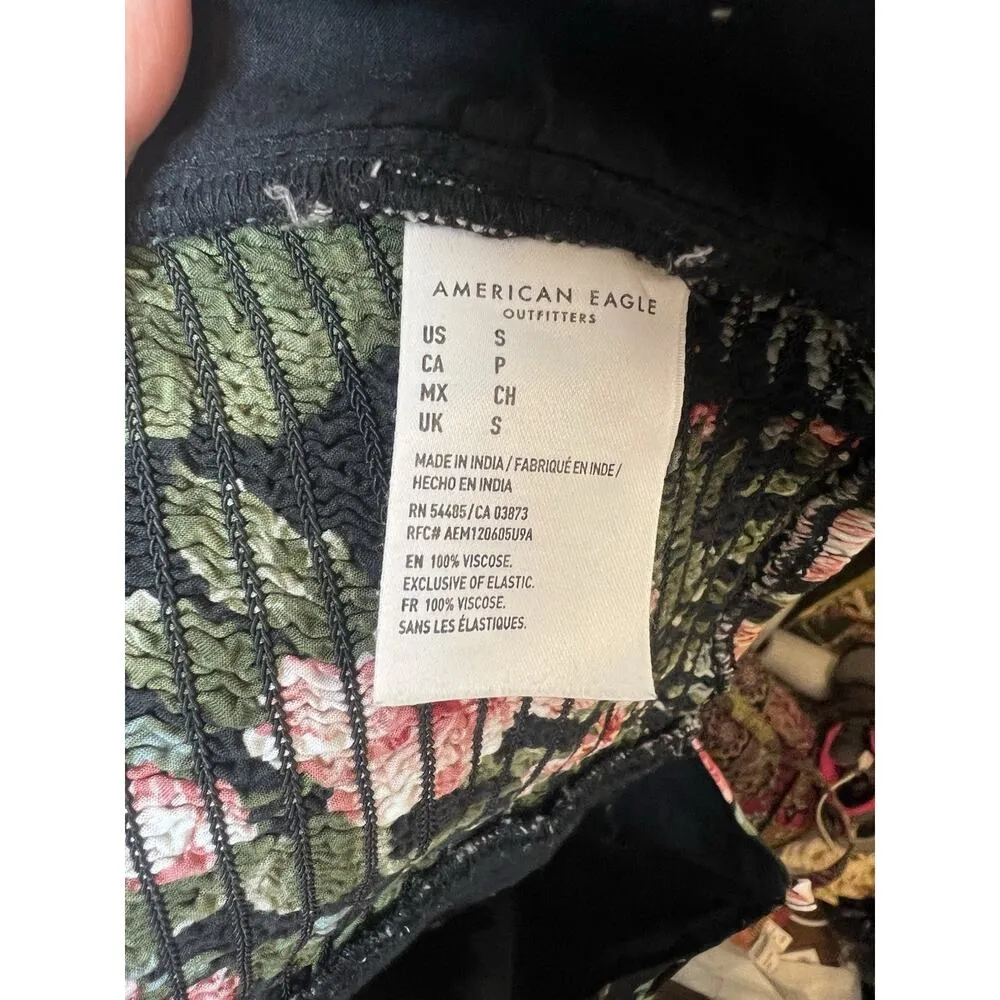 AMERICAN EAGLE
OUTFITTERS
US S
CA P
MX CH
UK S
MADE IN INDIA / FABRIQUÉ EN INDE /
HECHO EN INDIA
RN 54485 / CA 03873
RFC# AEM120605U9A
EN 100% VISCOSE.
EXCLUSIVE OF ELASTIC.
FR 100% VISCOSE.
SANS LES ÉLASTIQUES.